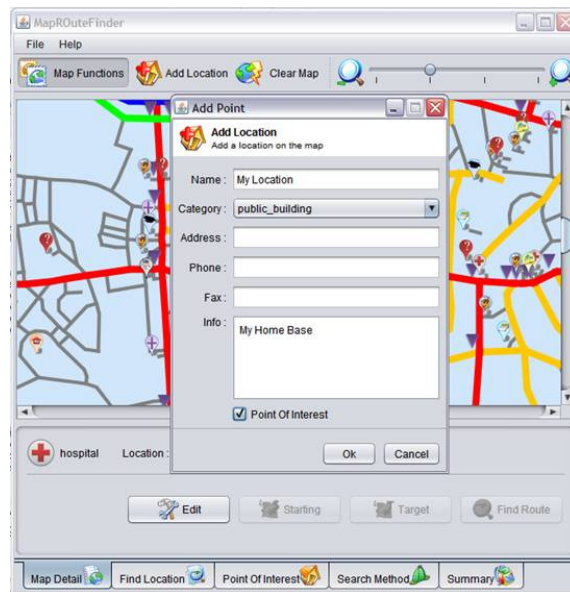 MapROuteFinder
File Help
Map Functions Add Location Clear Map
Add Point
Add Location
Add a location on the map
Name : My Location
Category : public_building
Address :
Phone :
Fax :
Info : My Home Base
Point Of Interest
Ok Cancel
hospital Location :
Edit Starting Target Find Route
Map Detail Find Location Point Of Interest Search Method Summary